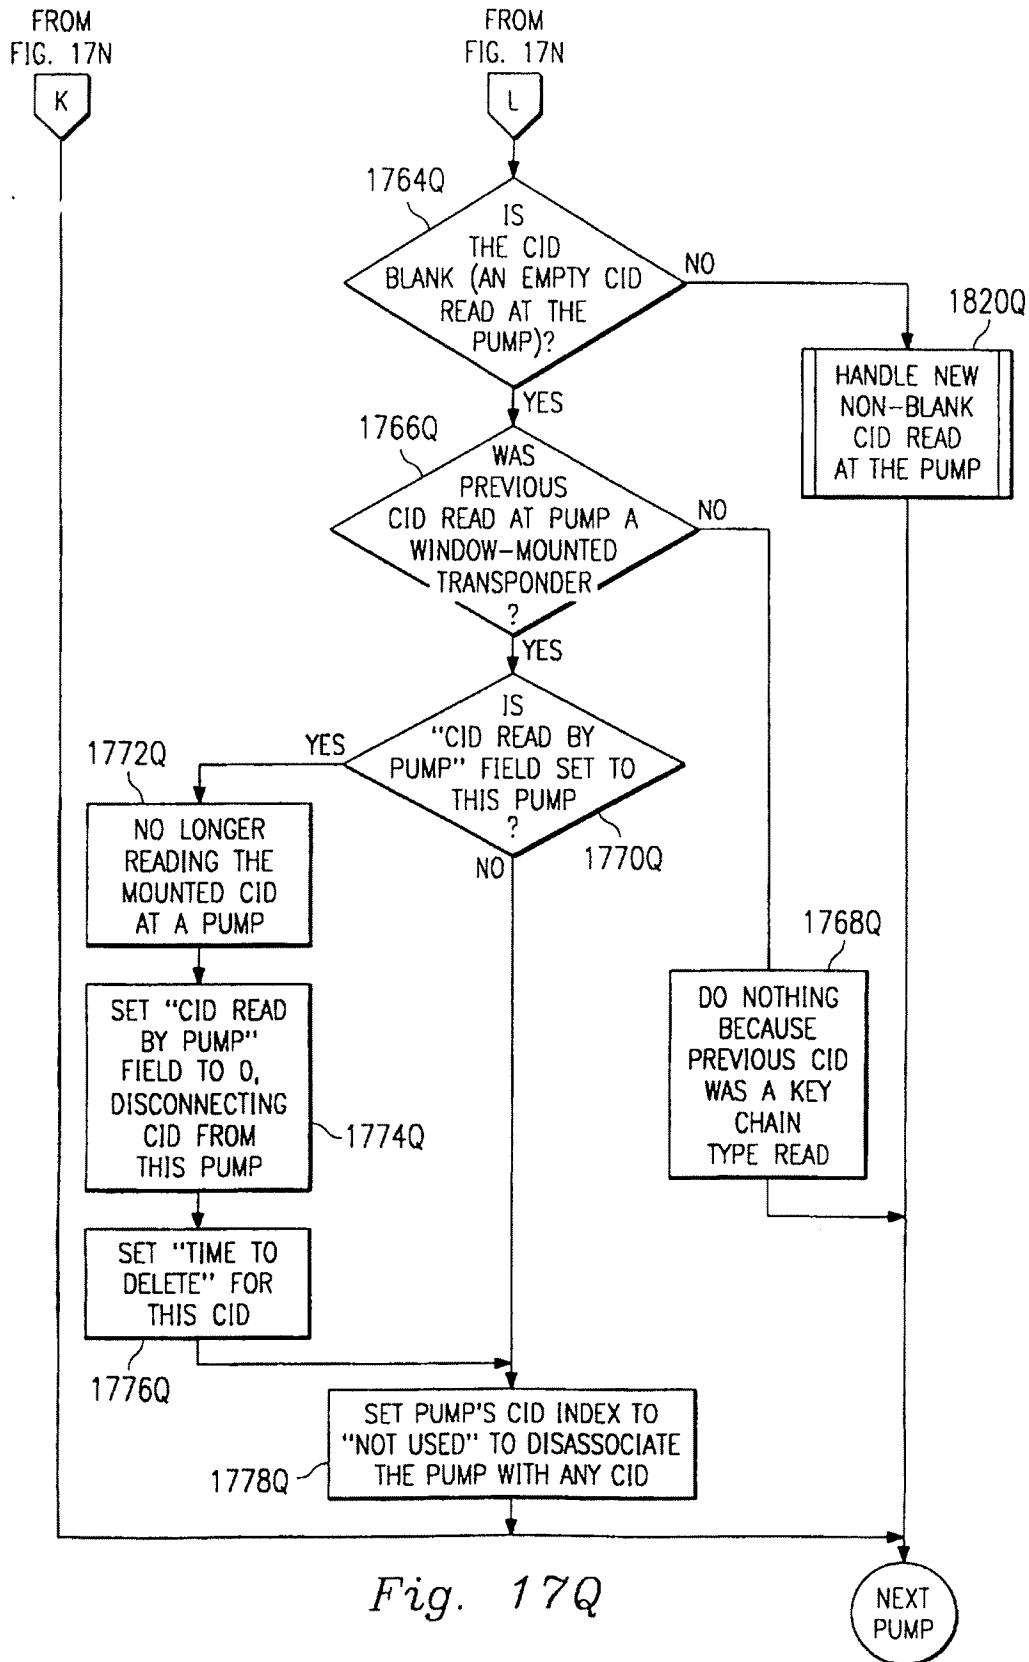 FROM
FIG. 17N
K
FROM
FIG. 17N
L
1764Q
IS
THE CID
BLANK (AN EMPTY CID
READ AT THE
PUMP)?
NO
YES
1820Q
HANDLE NEW
NON-BLANK
CID READ
AT THE PUMP
1766Q
WAS
PREVIOUS
CID READ AT PUMP A
WINDOW-MOUNTED
TRANSPONDER
?
NO
YES
IS
"CID READ BY
PUMP" FIELD SET TO
THIS PUMP
?
YES
NO
1770Q
1772Q
NO LONGER
READING THE
MOUNTED CID
AT A PUMP
1768Q
DO NOTHING
BECAUSE
PREVIOUS CID
WAS A KEY
CHAIN
TYPE READ
SET "CID READ
BY PUMP"
FIELD TO 0,
DISCONNECTING
CID FROM
THIS PUMP
1774Q
SET "TIME TO
DELETE" FOR
THIS CID
1776Q
SET PUMP'S CID INDEX TO
"NOT USED" TO DISASSOCIATE
THE PUMP WITH ANY CID
1778Q
NEXT
PUMP
Fig. 17Q